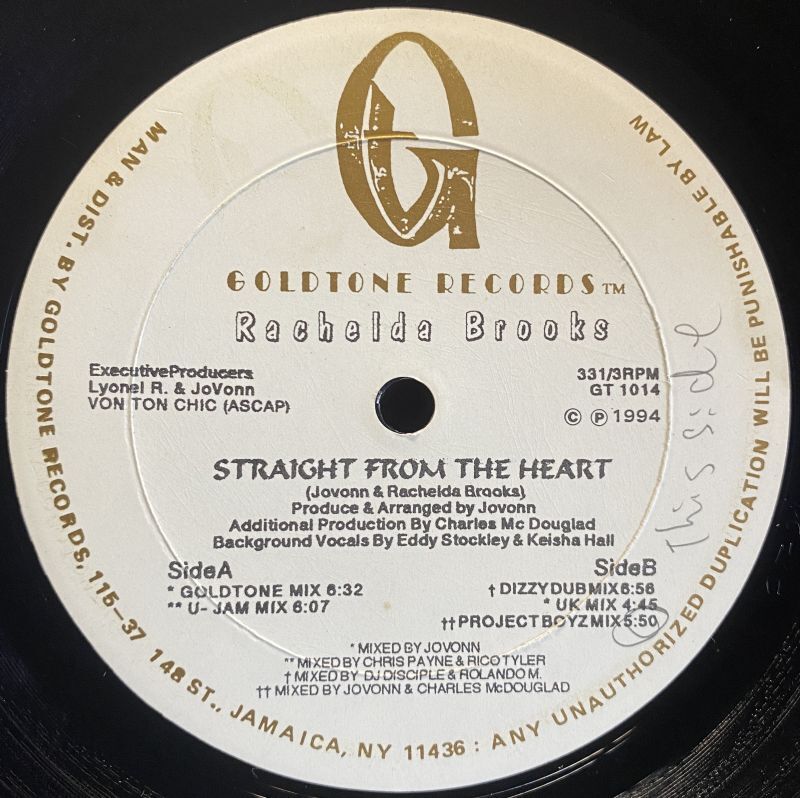 G
GOLDTONE RECORDS TM
Rachelda Brooks
ExecutiveProducers
Lyonel R. & JoVonn
VON TON CHIC (ASCAP)
331/3RPM
GT 1014
© ℗ 1994
STRAIGHT FROM THE HEART
(Jovonn & Rachelda Brooks)
Produce & Arranged by Jovonn
Additional Production By Charles Mc Douglad
Background Vocals By Eddy Stockley & Keisha Hall
SideA
* GOLDTONE MIX 6:32
** U- JAM MIX 6:07
SideB
† DIZZY DUB MIX 6:56
* UK MIX 4:45
†† PROJECT BOYZ MIX 5:50
* MIXED BY JOVONN
** MIXED BY CHRIS PAYNE & RICO TYLER
† MIXED BY DJ DISCIPLE & ROLANDO M.
†† MIXED BY JOVONN & CHARLES McDOUGLAD
This side
MAN & DIST. BY GOLDTONE RECORDS, 115-37 148 ST., JAMAICA, NY 11436 : ANY UNAUTHORIZED DUPLICATION WILL BE PUNISHABLE BY LAW